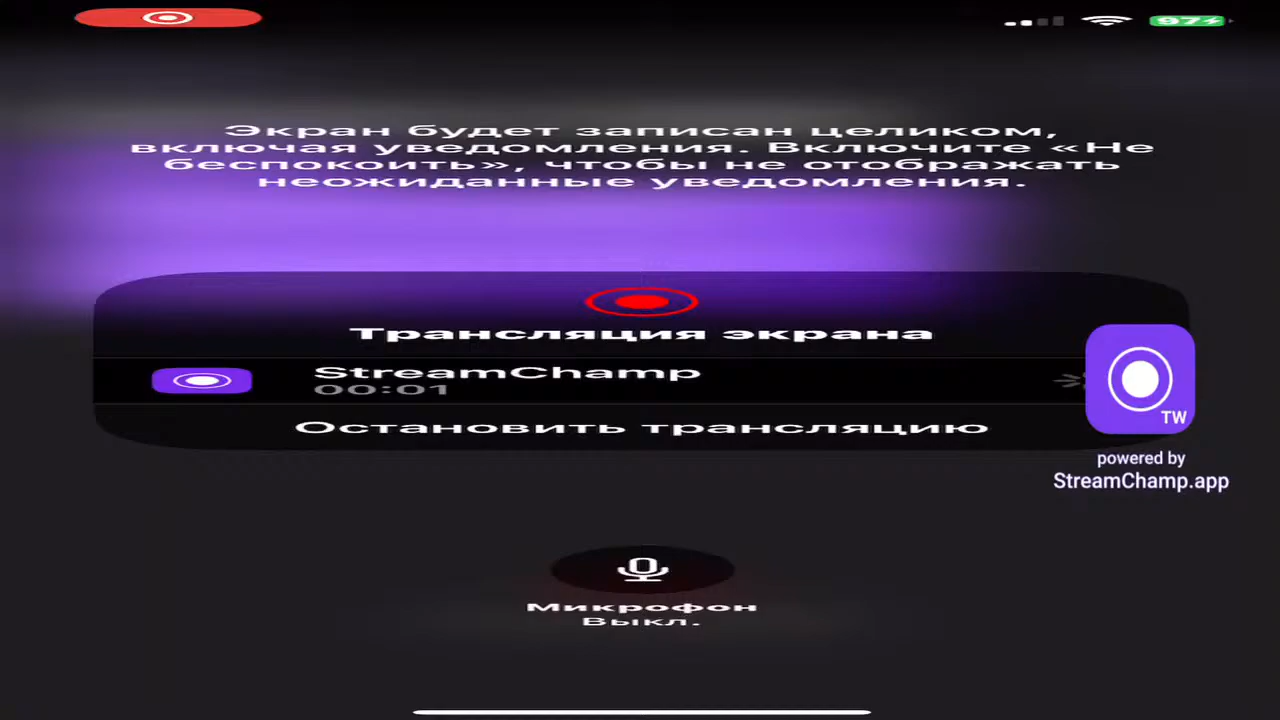 97
Экран будет записан целиком,
включая уведомления. Включите «Не
беспокоить», чтобы не отображать
неожиданные уведомления.
Трансляция экрана
StreamChamp
00:01
Остановить трансляцию
TW
powered by
StreamChamp.app
Микрофон
Выкл.